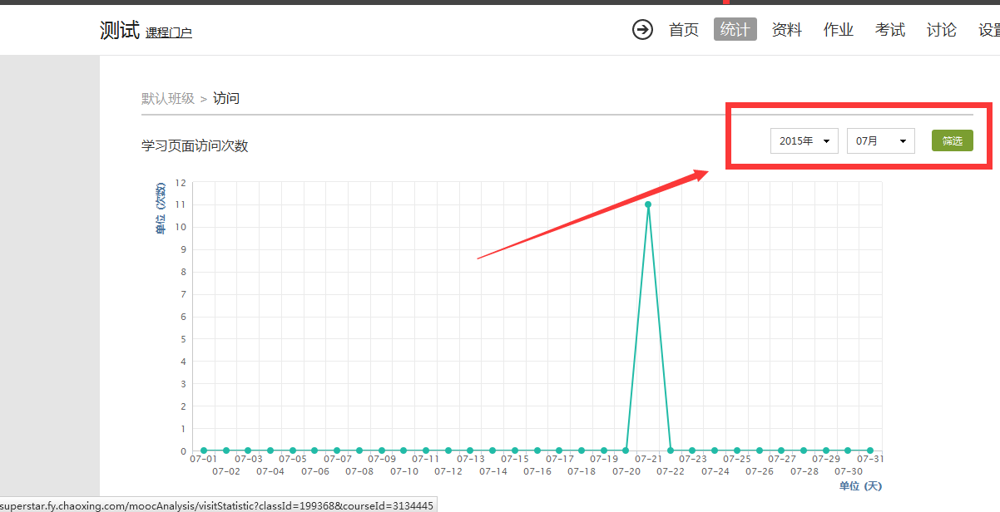 测试 课程门户
首页 统计 资料 作业 考试 讨论
默认班级 > 访问
2015年 07月 筛选
学习页面访问次数
单位 (次数)
12
11
10
9
8
7
6
5
4
3
2
1
0
07-01 07-03 07-05 07-07 07-09 07-11 07-13 07-15 07-17 07-19 07-21 07-23 07-25 07-27 07-29 07-31
07-02 07-04 07-06 07-08 07-10 07-12 07-14 07-16 07-18 07-20 07-22 07-24 07-26 07-28 07-30
单位 (天)
superstar.fy.chaoxing.com/moocAnalysis/visitStatistic?classId=199368&courseId=3134445